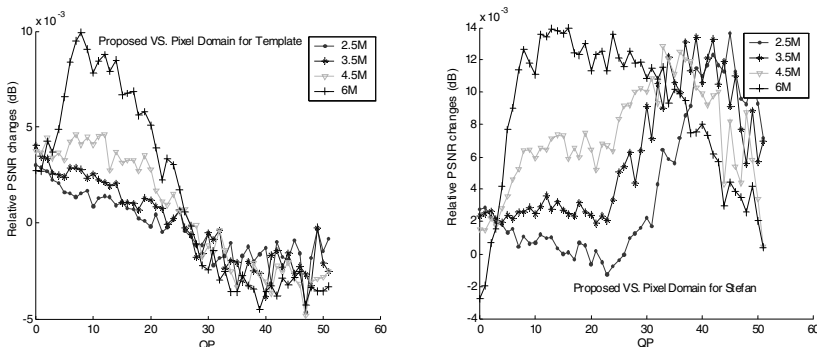 x 10^-3
Proposed VS. Pixel Domain for Template
2.5M
3.5M
4.5M
6M
Relative PSNR changes (dB)
10
5
0
-5
0 10 20 30 40 50 60
QP
x 10^-3
2.5M
3.5M
4.5M
6M
Relative PSNR changes (dB)
14
12
10
8
6
4
2
0
-2
-4
Proposed VS. Pixel Domain for Stefan
0 10 20 30 40 50 60
QP